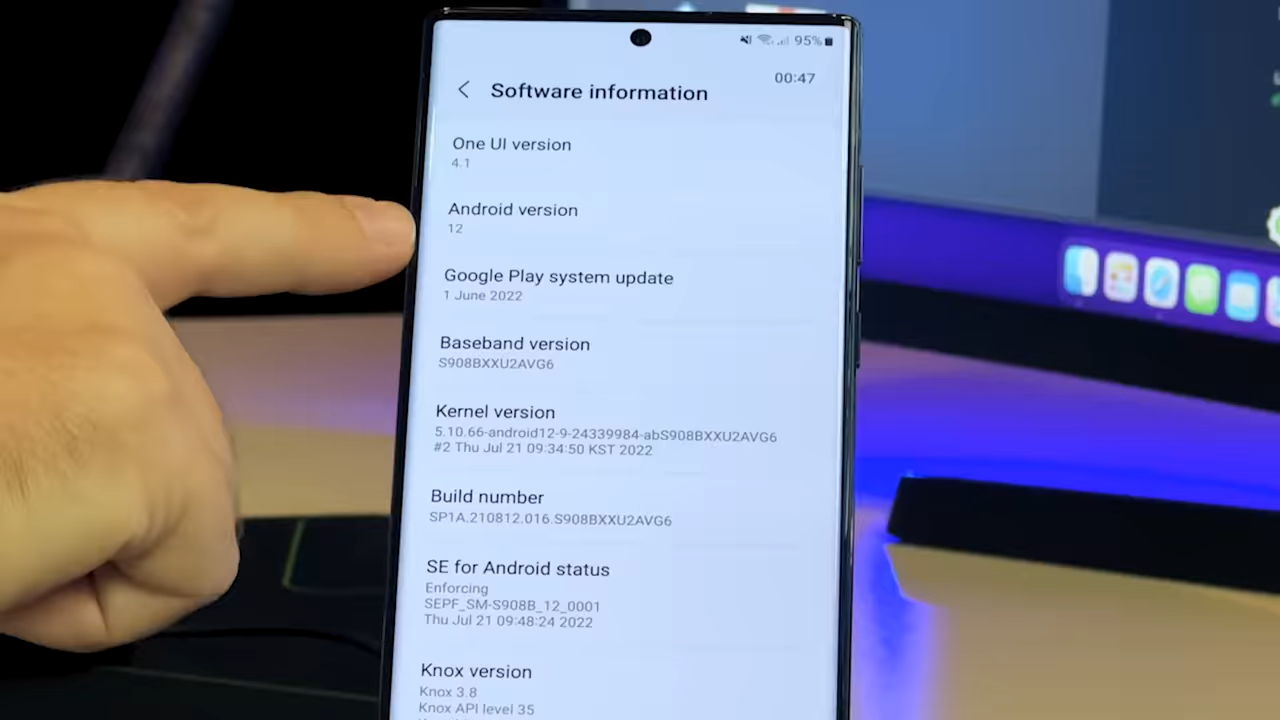 95%
00:47
Software information
One UI version
4.1
Android version
12
Google Play system update
1 June 2022
Baseband version
S908BXXU2AVG6
Kernel version
5.10.66-android12-9-24339984-abS908BXXU2AVG6
#2 Thu Jul 21 09:34:50 KST 2022
Build number
SP1A.210812.016.S908BXXU2AVG6
SE for Android status
Enforcing
SEPF_SM-S908B_12_0001
Thu Jul 21 09:48:24 2022
Knox version
Knox 3.8
Knox API level 35